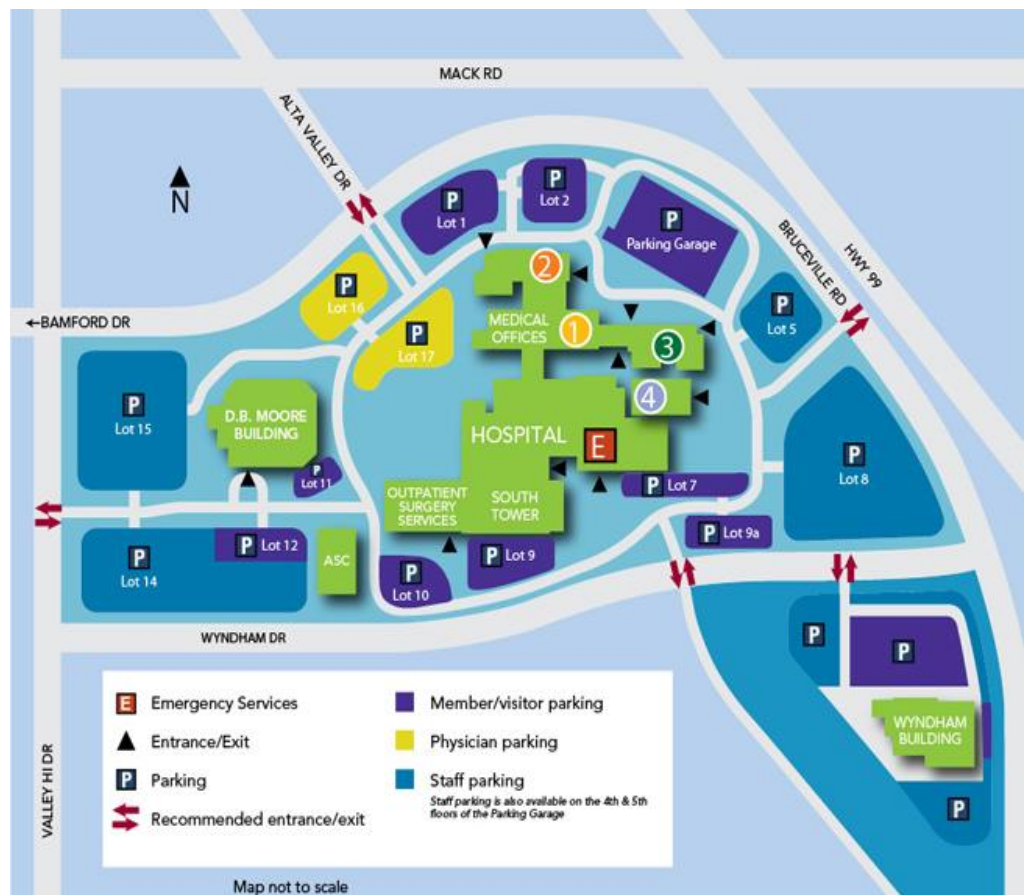 MACK RD
ALTA VALLEY DR
N
P
Lot 1
P
Lot 2
P
Parking Garage
BRUCEVILLE RD
HWY 99
←BAMFORD DR
P
Lot 16
P
Lot 17
2
MEDICAL
OFFICES
1
3
4
P
Lot 5
P
Lot 15
D.B. MOORE
BUILDING
P
Lot 11
HOSPITAL
E
P Lot 7
P
Lot 8
OUTPATIENT
SURGERY
SERVICES
SOUTH
TOWER
P Lot 9a
P Lot 12
P
Lot 14
ASC
P
Lot 10
P Lot 9
WYNDHAM DR
VALLEY HI DR
P
P
WYNDHAM
BUILDING
P
E Emergency Services
Entrance/Exit
P Parking
Recommended entrance/exit
Member/visitor parking
Physician parking
Staff parking
Staff parking is also available on the 4th & 5th
floors of the Parking Garage
Map not to scale